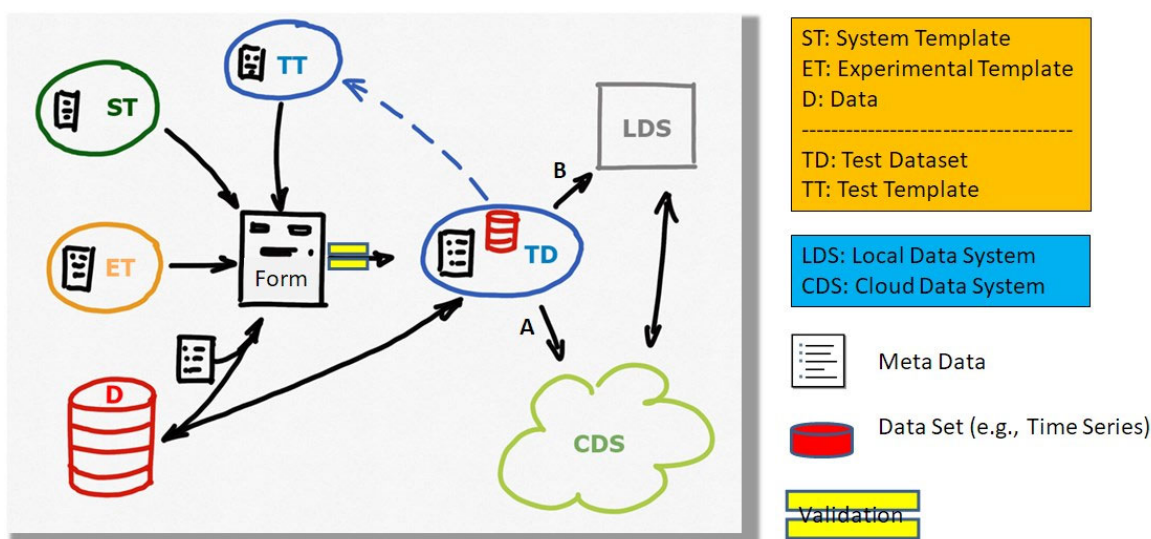 TT
ST
LDS
B
ET
Form
TD
A
D
CDS
ST: System Template
ET: Experimental Template
D: Data
-------------------------------------
TD: Test Dataset
TT: Test Template
LDS: Local Data System
CDS: Cloud Data System
Meta Data
Data Set (e.g., Time Series)
Validation